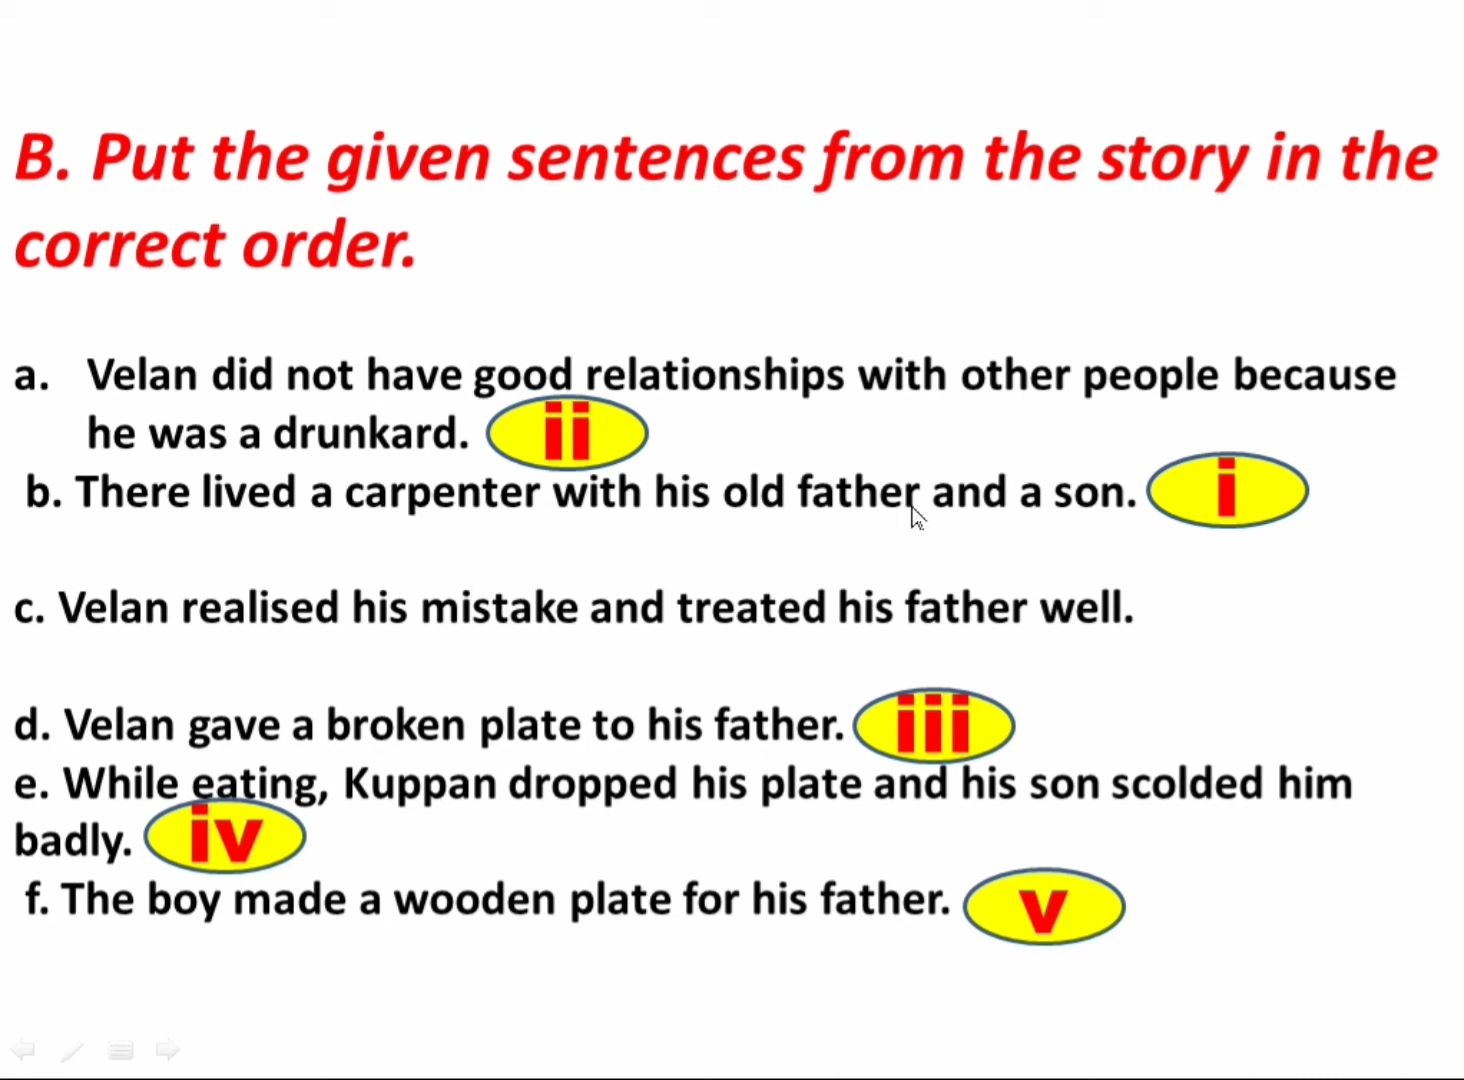 B. Put the given sentences from the story in the
correct order.
a. Velan did not have good relationships with other people because
he was a drunkard. ii
b. There lived a carpenter with his old father and a son. i
c. Velan realised his mistake and treated his father well.
d. Velan gave a broken plate to his father. iii
e. While eating, Kuppan dropped his plate and his son scolded him
badly. iv
f. The boy made a wooden plate for his father. v